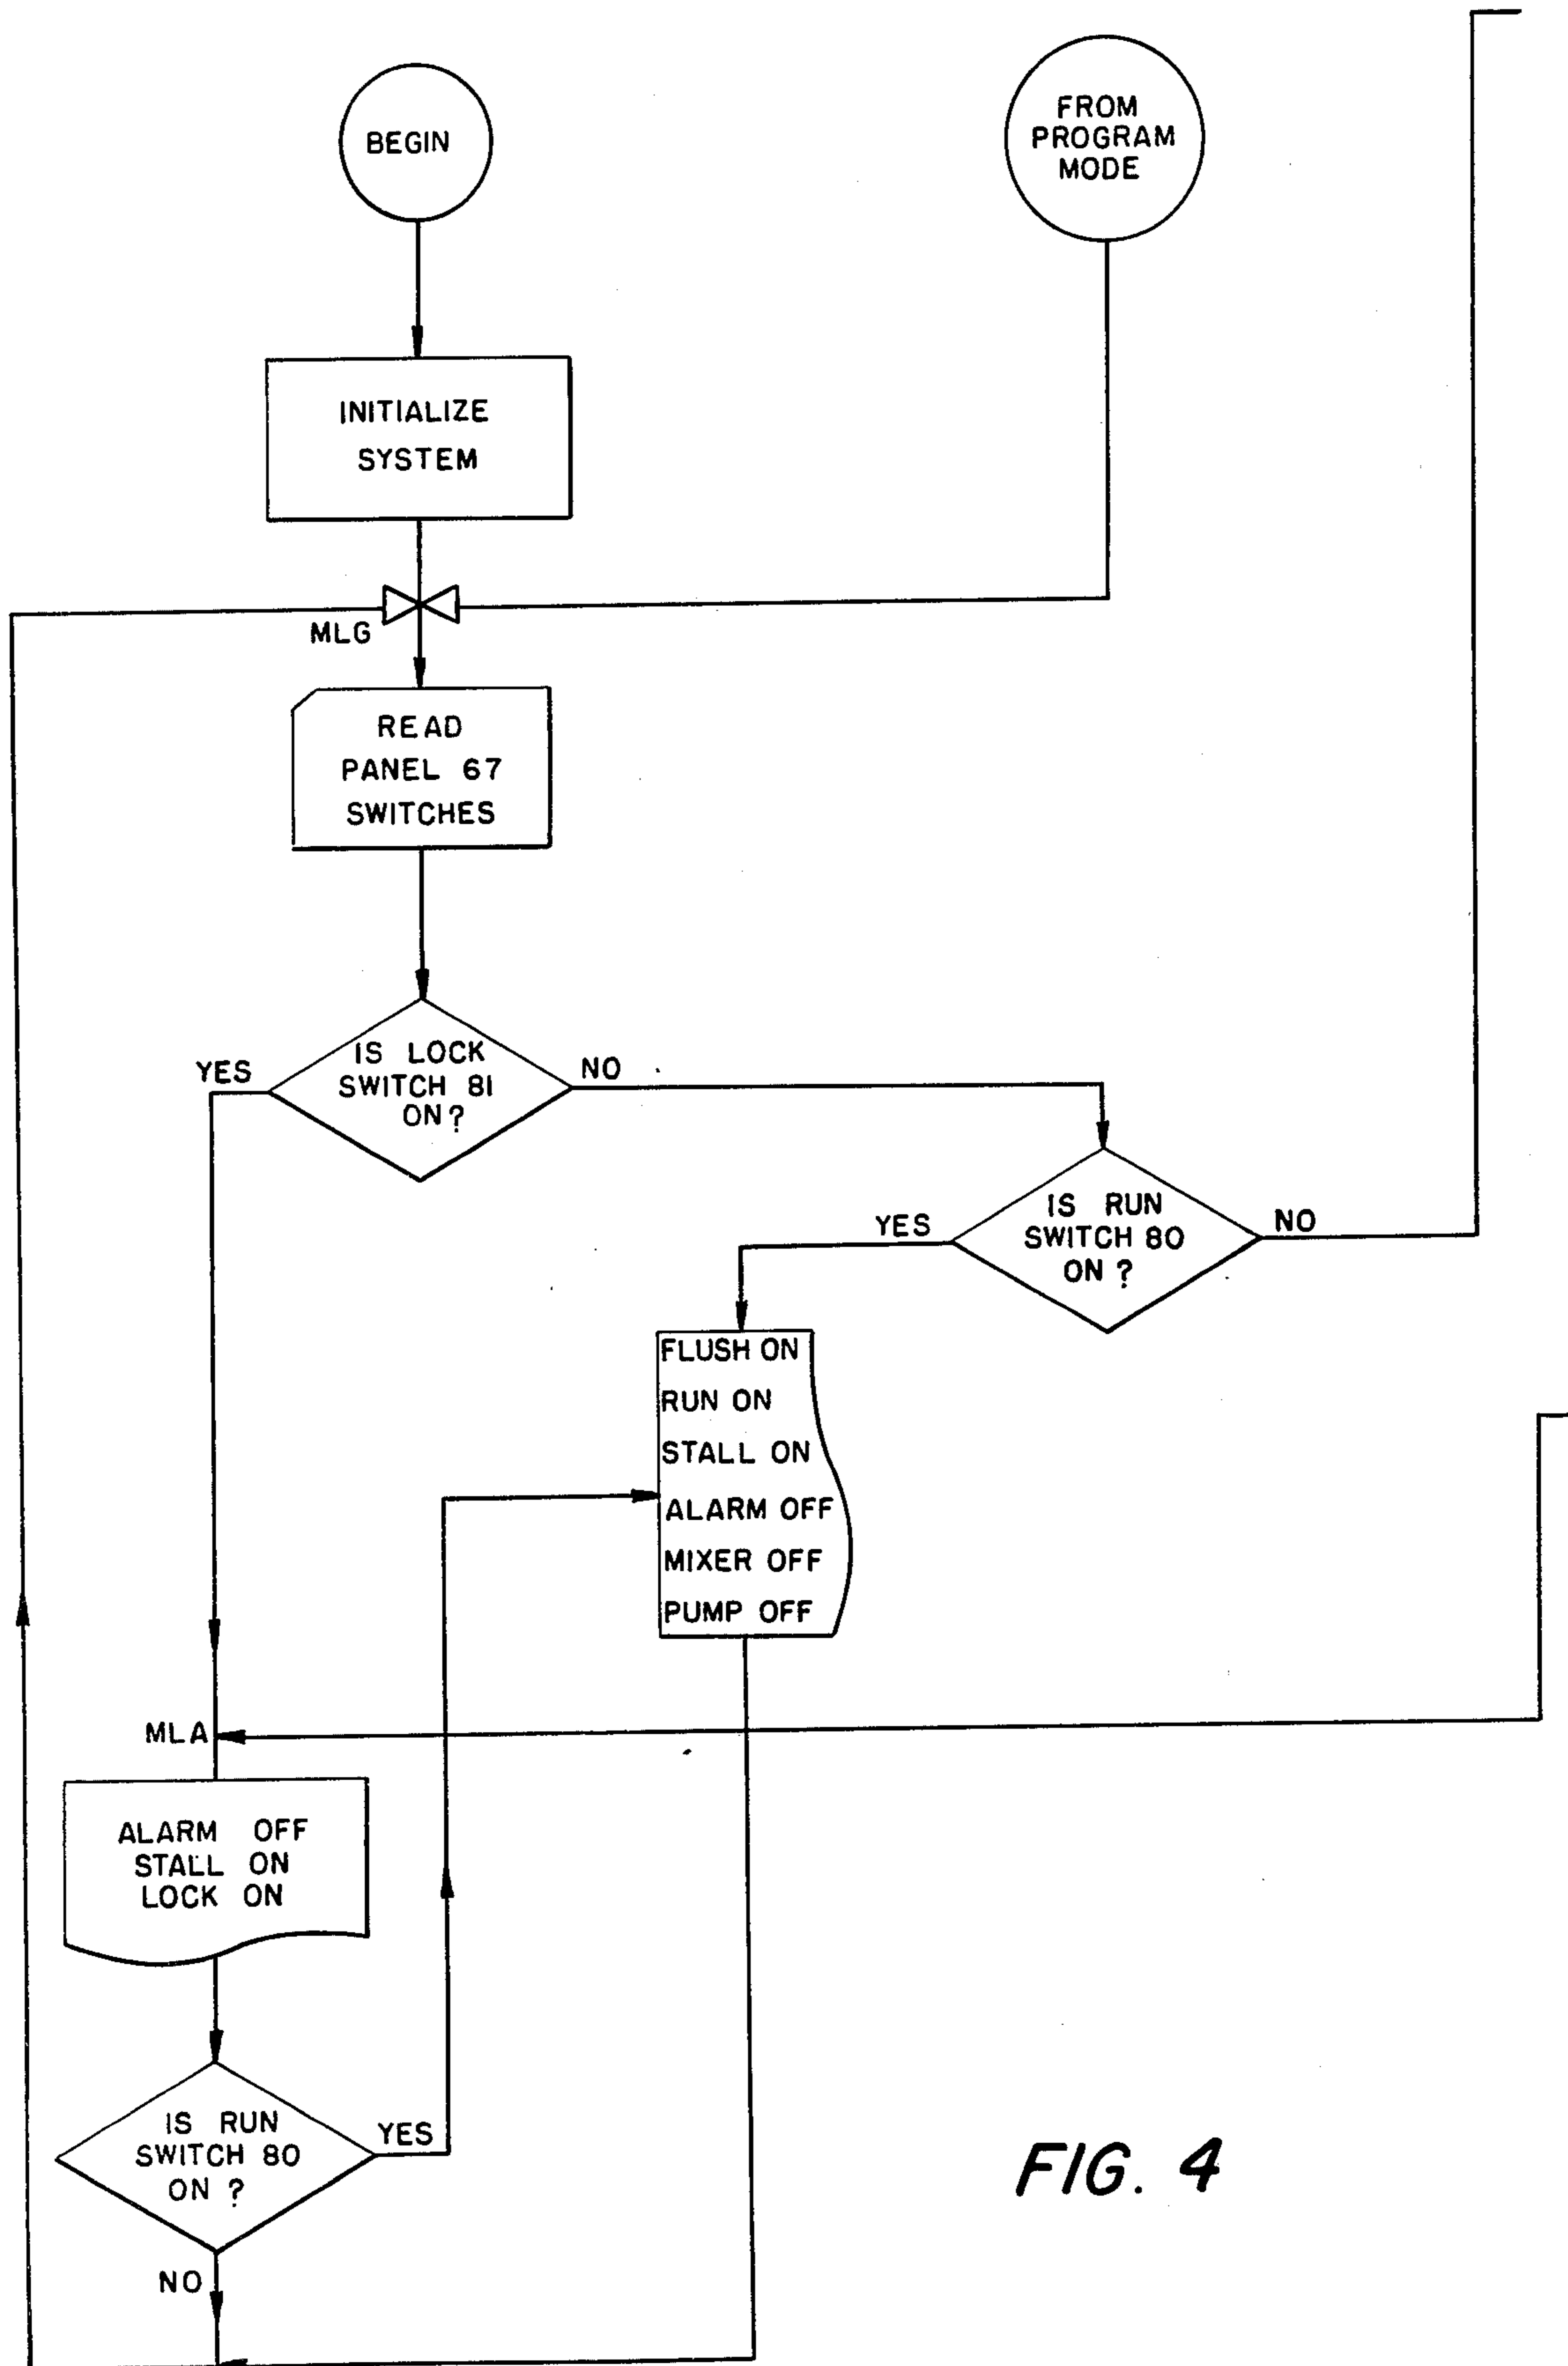 BEGIN
FROM
PROGRAM
MODE
INITIALIZE
SYSTEM
MLG
READ
PANEL 67
SWITCHES
YES
IS LOCK
SWITCH 81
ON?
NO
YES
IS RUN
SWITCH 80
ON?
NO
FLUSH ON
RUN ON
STALL ON
ALARM OFF
MIXER OFF
PUMP OFF
MLA
ALARM OFF
STALL ON
LOCK ON
IS RUN
SWITCH 80
ON?
YES
NO
FIG. 4